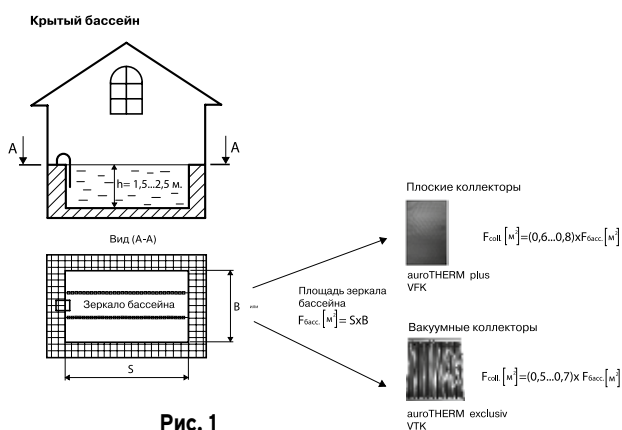 Крытый бассейн
A A
h= 1,5...2,5 м.
Вид (А-А)
Зеркало бассейна
B
или
S
Площадь зеркала
бассейна
Fбасс. [м²]= SxB
Плоские коллекторы
Fcoll. [м²]=(0,6...0,8)xFбасс.[м²]
auroTHERM plus
VFK
Вакуумные коллекторы
Fcoll. [м²]=(0,5...0,7)x Fбасс.[м²]
auroTHERM exclusiv
VTK
Рис. 1